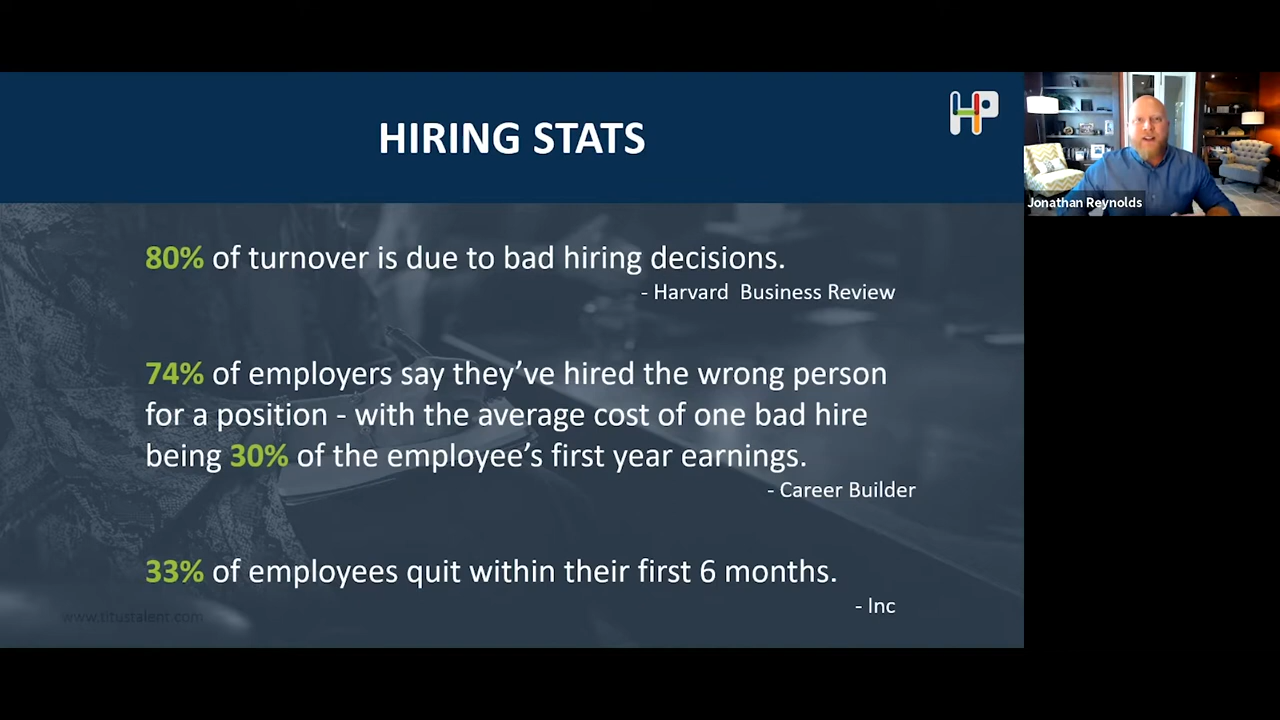 HIRING STATS
HP
Jonathan Reynolds
80% of turnover is due to bad hiring decisions.
- Harvard Business Review
74% of employers say they’ve hired the wrong person
for a position - with the average cost of one bad hire
being 30% of the employee’s first year earnings.
- Career Builder
33% of employees quit within their first 6 months.
- Inc
www.titustalent.com